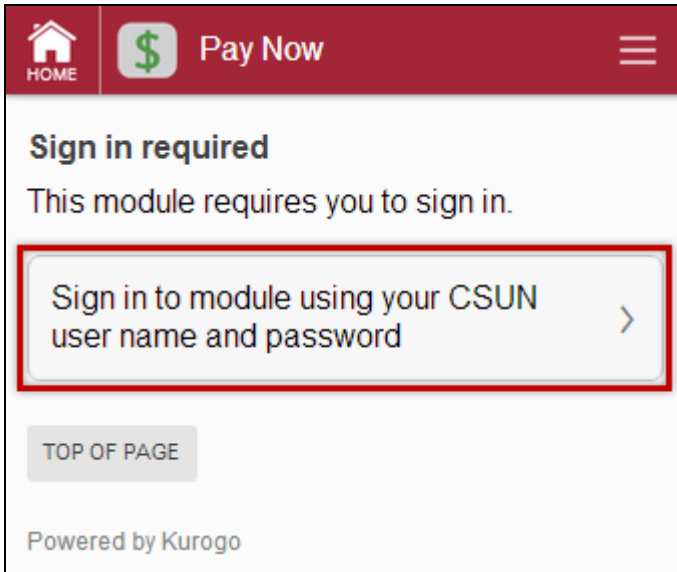 HOME
$ Pay Now
Sign in required
This module requires you to sign in.
Sign in to module using your CSUN
user name and password
TOP OF PAGE
Powered by Kurogo